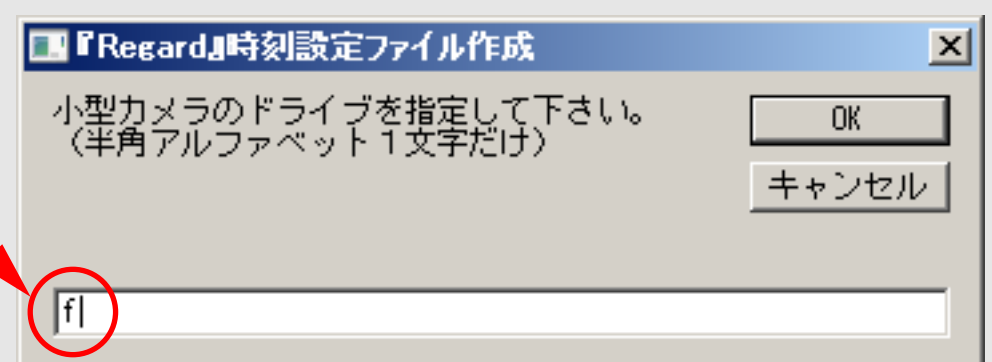 『Regard』時刻設定ファイル作成
小型カメラのドライブを指定して下さい。
（半角アルファベット１文字だけ）
OK
キャンセル
f